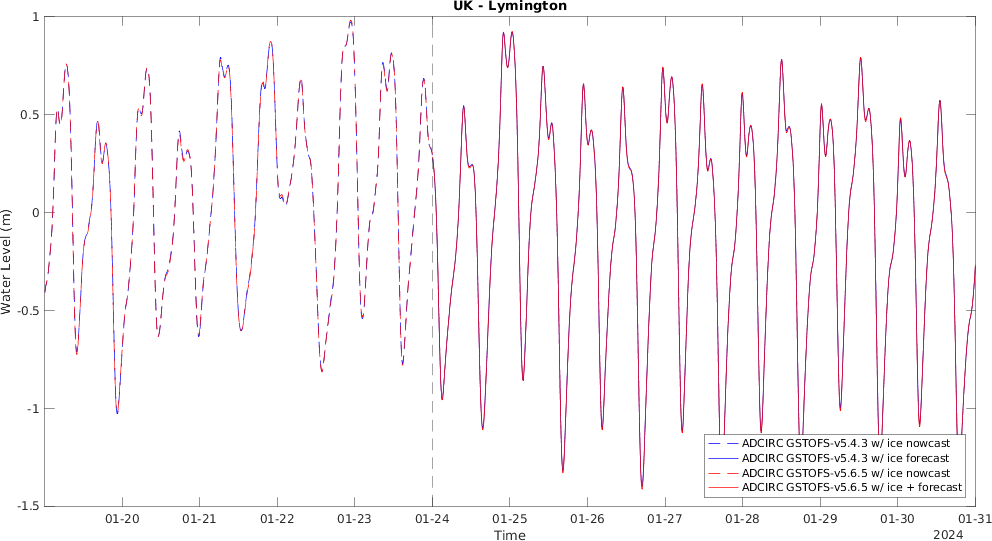 UK - Lymington
1
0.5
0
-0.5
-1
-1.5
Water Level (m)
ADCIRC GSTOFS-v5.4.3 w/ ice nowcast
ADCIRC GSTOFS-v5.4.3 w/ ice forecast
ADCIRC GSTOFS-v5.6.5 w/ ice nowcast
ADCIRC GSTOFS-v5.6.5 w/ ice + forecast
01-20 01-21 01-22 01-23 01-24 01-25 01-26 01-27 01-28 01-29 01-30 01-31
Time
2024